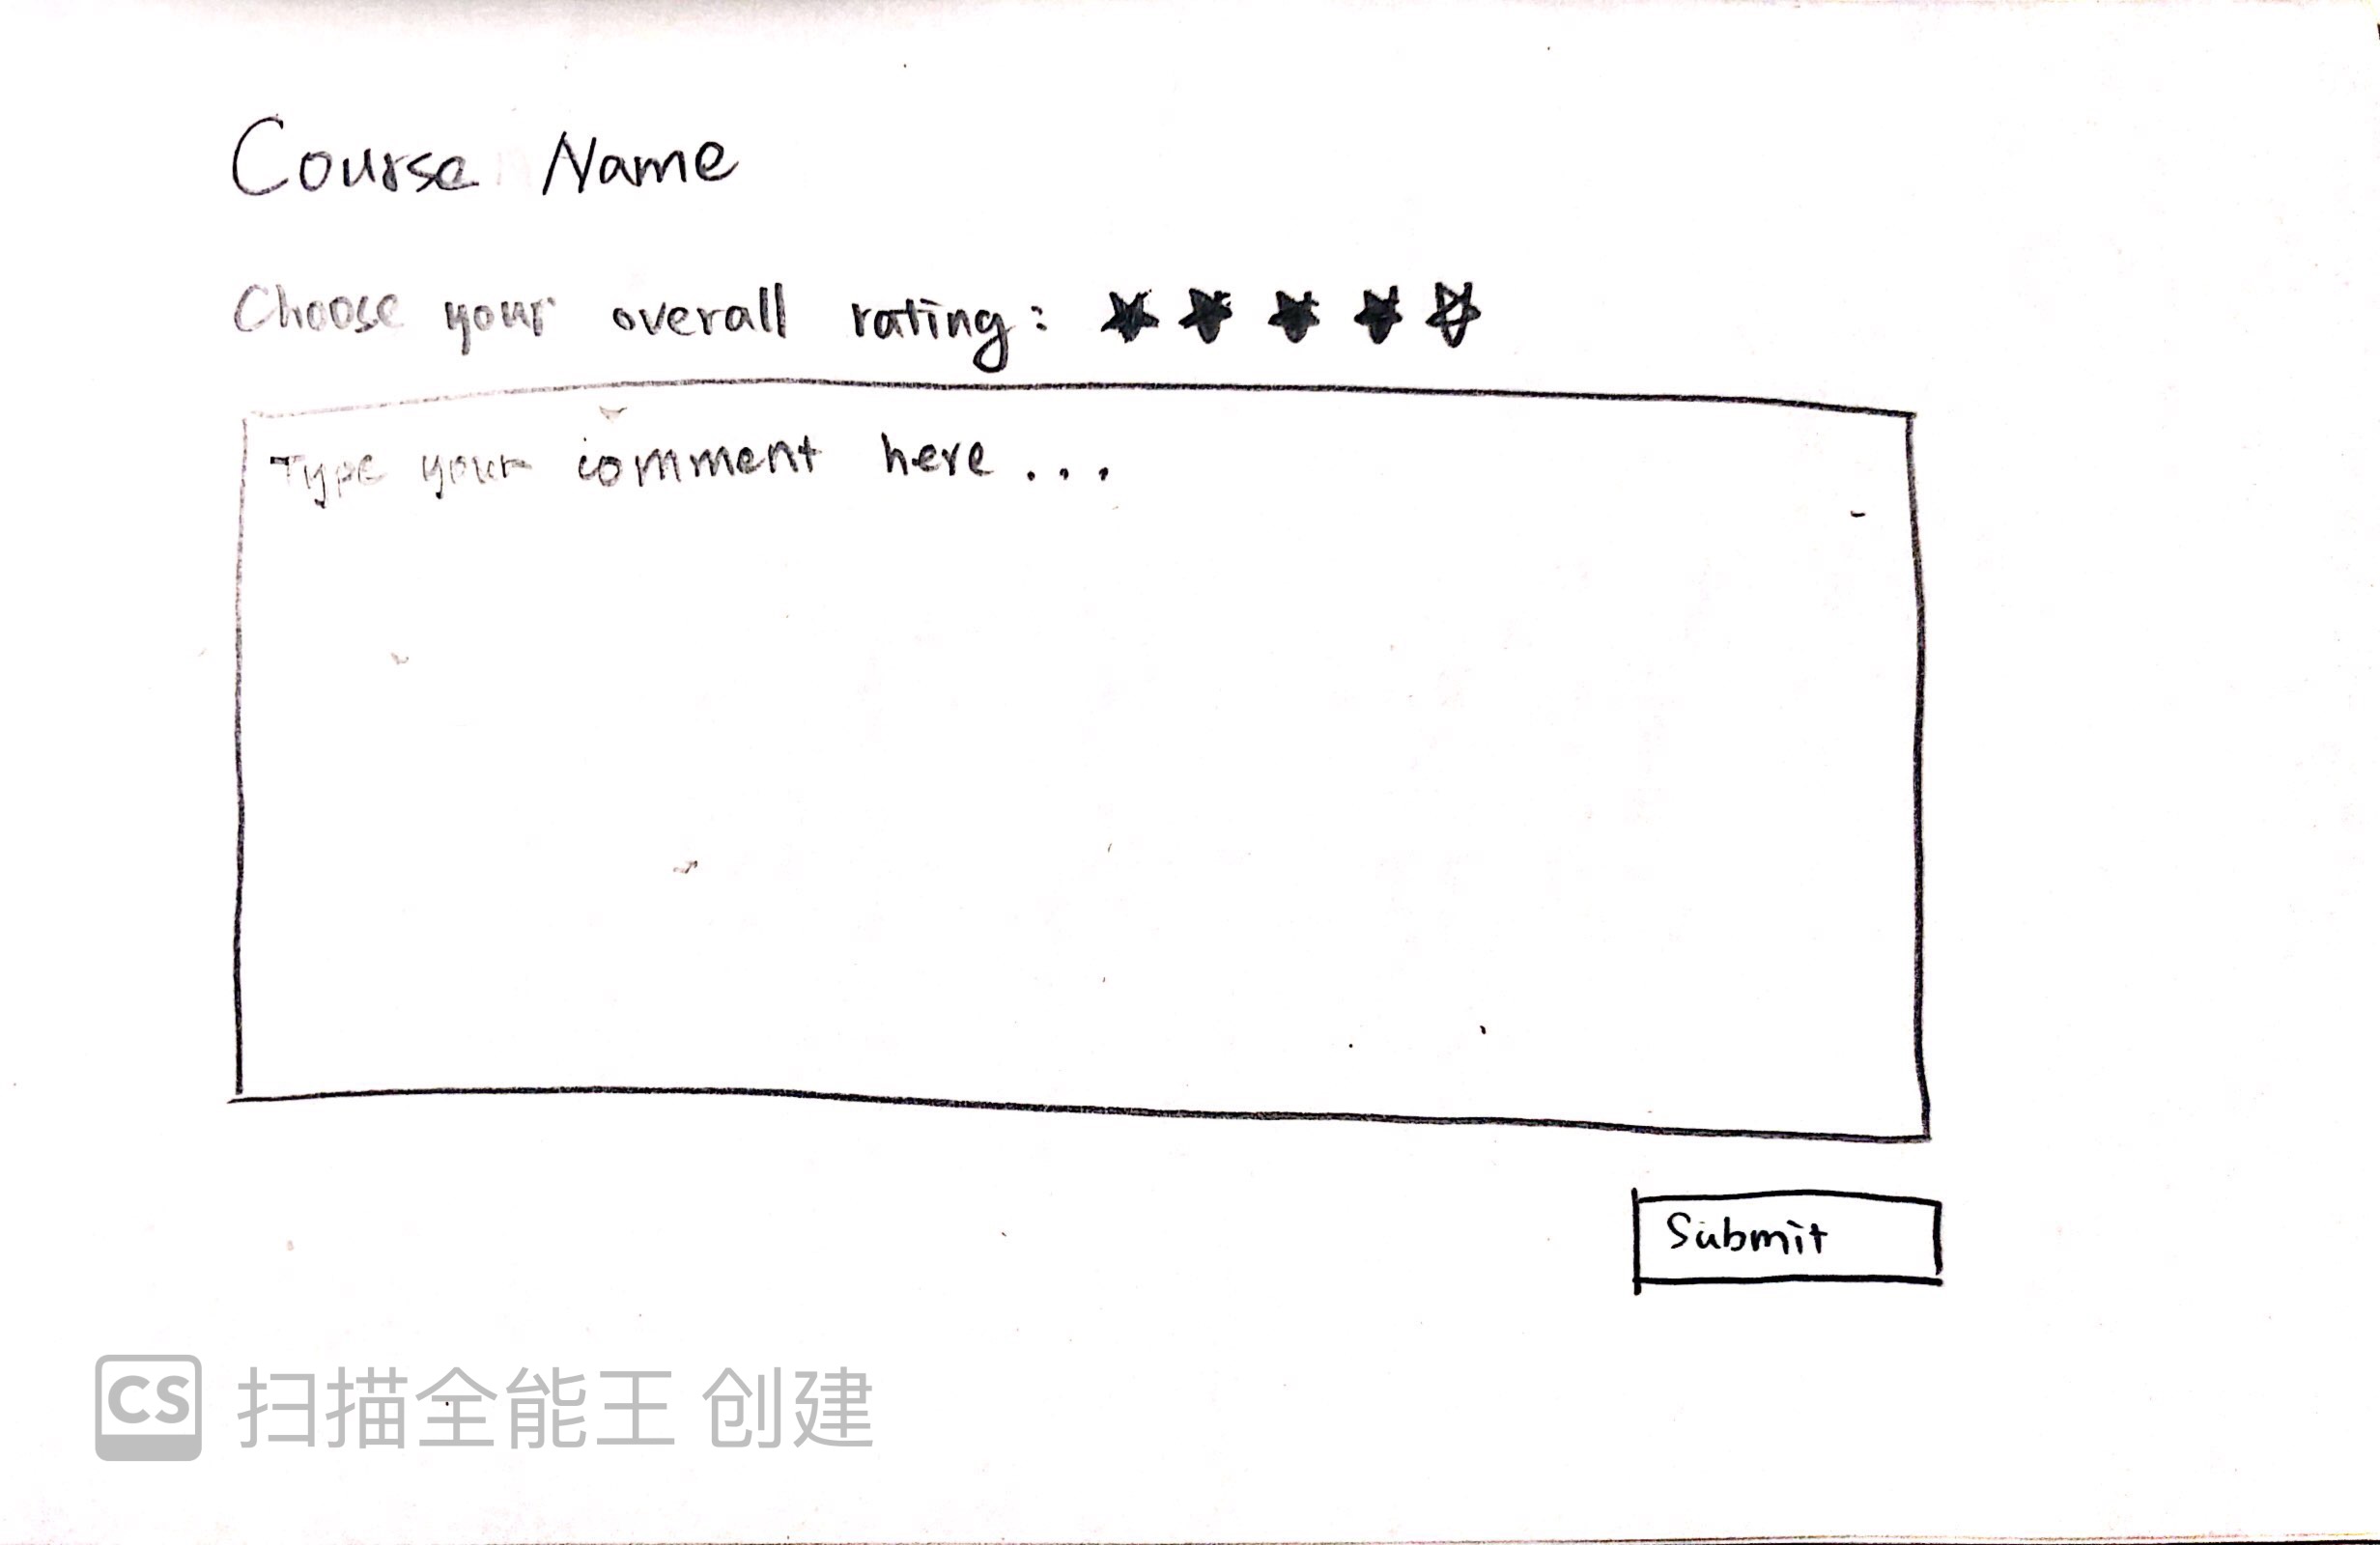 Course Name
Choose your overall rating: ★ ★ ★ ★ ☆
Type your comment here...
Submit
CS 扫描全能王 创建